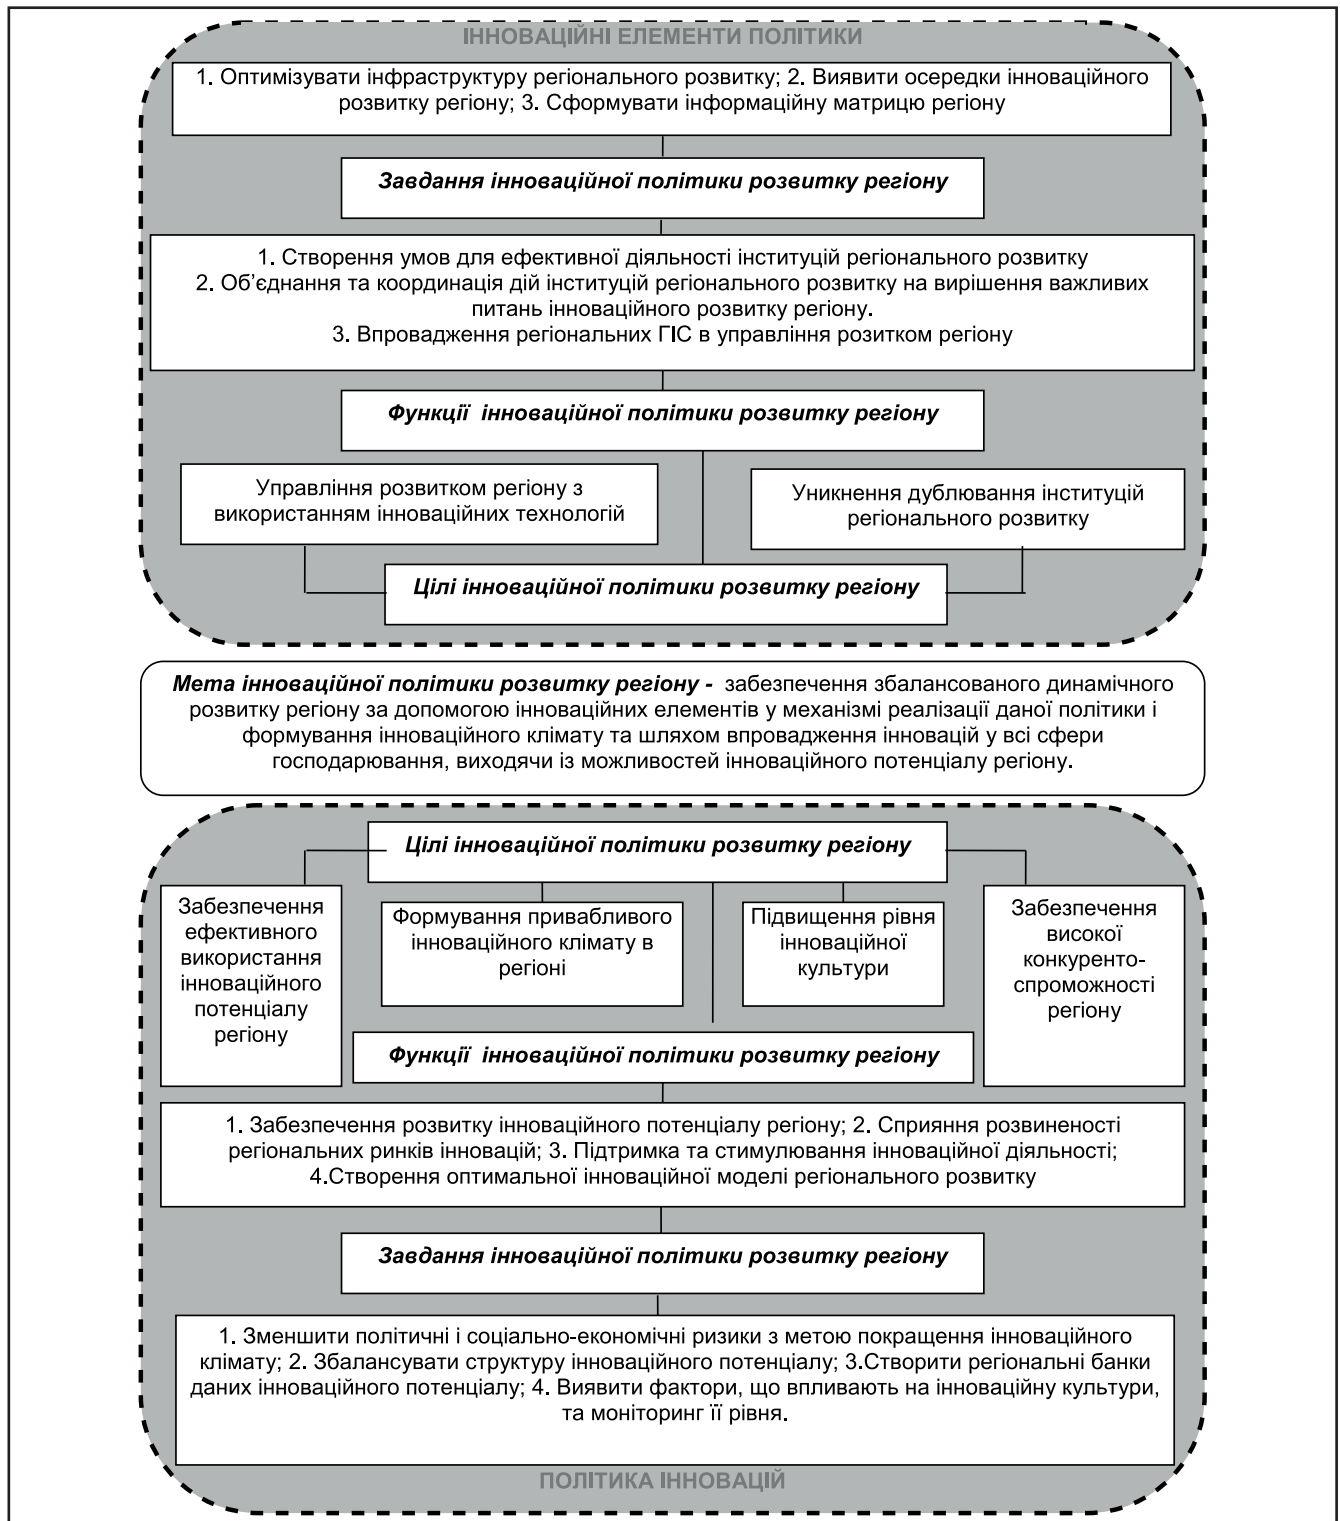 ІННОВАЦІЙНІ ЕЛЕМЕНТИ ПОЛІТИКИ
1. Оптимізувати інфраструктуру регіонального розвитку; 2. Виявити осередки інноваційного
розвитку регіону; 3. Сформувати інформаційну матрицю регіону
Завдання інноваційної політики розвитку регіону
1. Створення умов для ефективної діяльності інституцій регіонального розвитку
2. Об’єднання та координація дій інституцій регіонального розвитку на вирішення важливих
питань інноваційного розвитку регіону.
3. Впровадження регіональних ГІС в управління розитком регіону
Функції інноваційної політики розвитку регіону
Управління розвитком регіону з
використанням інноваційних технологій
Уникнення дублювання інституцій
регіонального розвитку
Цілі інноваційної політики розвитку регіону
Мета інноваційної політики розвитку регіону - забезпечення збалансованого динамічного
розвитку регіону за допомогою інноваційних елементів у механізмі реалізації даної політики і
формування інноваційного клімату та шляхом впровадження інновацій у всі сфери
господарювання, виходячи із можливостей інноваційного потенціалу регіону.
Цілі інноваційної політики розвитку регіону
Забезпечення
ефективного
використання
інноваційного
потенціалу
регіону
Формування привабливого
інноваційного клімату в
регіоні
Підвищення рівня
інноваційної
культури
Забезпечення
високої
конкуренто-
спроможності
регіону
Функції інноваційної політики розвитку регіону
1. Забезпечення розвитку інноваційного потенціалу регіону; 2. Сприяння розвиненості
регіональних ринків інновацій; 3. Підтримка та стимулювання інноваційної діяльності;
4.Створення оптимальної інноваційної моделі регіонального розвитку
Завдання інноваційної політики розвитку регіону
1. Зменшити політичні і соціально-економічні ризики з метою покращення інноваційного
клімату; 2. Збалансувати структуру інноваційного потенціалу; 3.Створити регіональні банки
даних інноваційного потенціалу; 4. Виявити фактори, що впливають на інноваційну культури,
та моніторинг її рівня.
ПОЛІТИКА ІННОВАЦІЙ